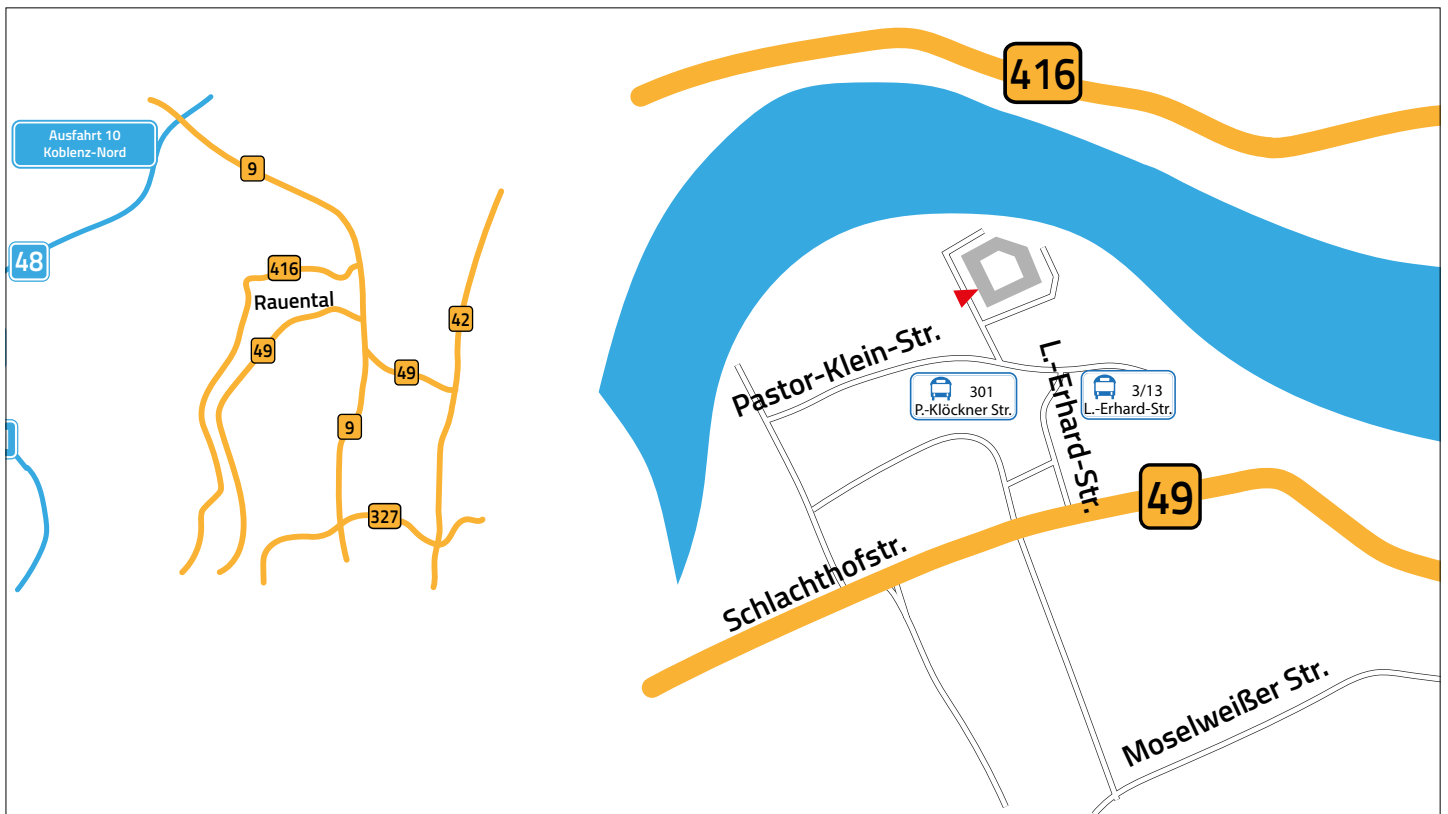 416
Ausfahrt 10
Koblenz-Nord
9
48
416
Rauental
42
49
49
9
327
Pastor-Klein-Str.
L.-Erhard-Str.
301
P.-Klöckner Str.
3/13
L.-Erhard-Str.
49
Schlachthofstr.
Moselweißer Str.